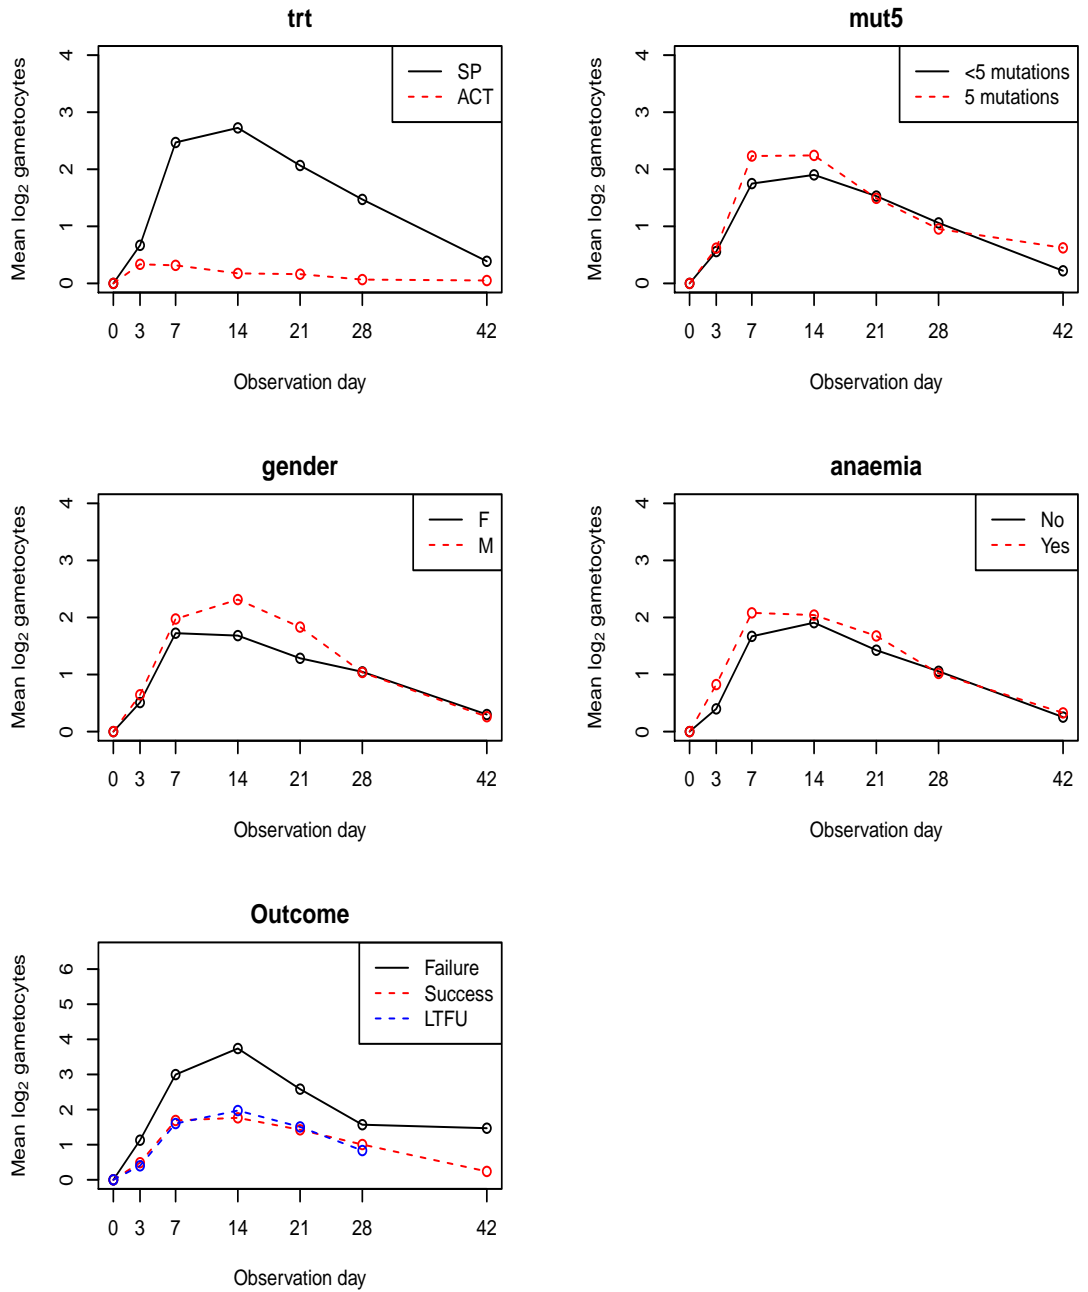 trt
Mean log₂ gametocytes
4
3
2
1
0
SP
ACT
0 3 7 14 21 28 42
Observation day
mut5
Mean log₂ gametocytes
4
3
2
1
0
<5 mutations
5 mutations
0 3 7 14 21 28 42
Observation day
gender
Mean log₂ gametocytes
4
3
2
1
0
F
M
0 3 7 14 21 28 42
Observation day
anaemia
Mean log₂ gametocytes
4
3
2
1
0
No
Yes
0 3 7 14 21 28 42
Observation day
Outcome
Mean log₂ gametocytes
6
5
4
3
2
1
0
Failure
Success
LTFU
0 3 7 14 21 28 42
Observation day